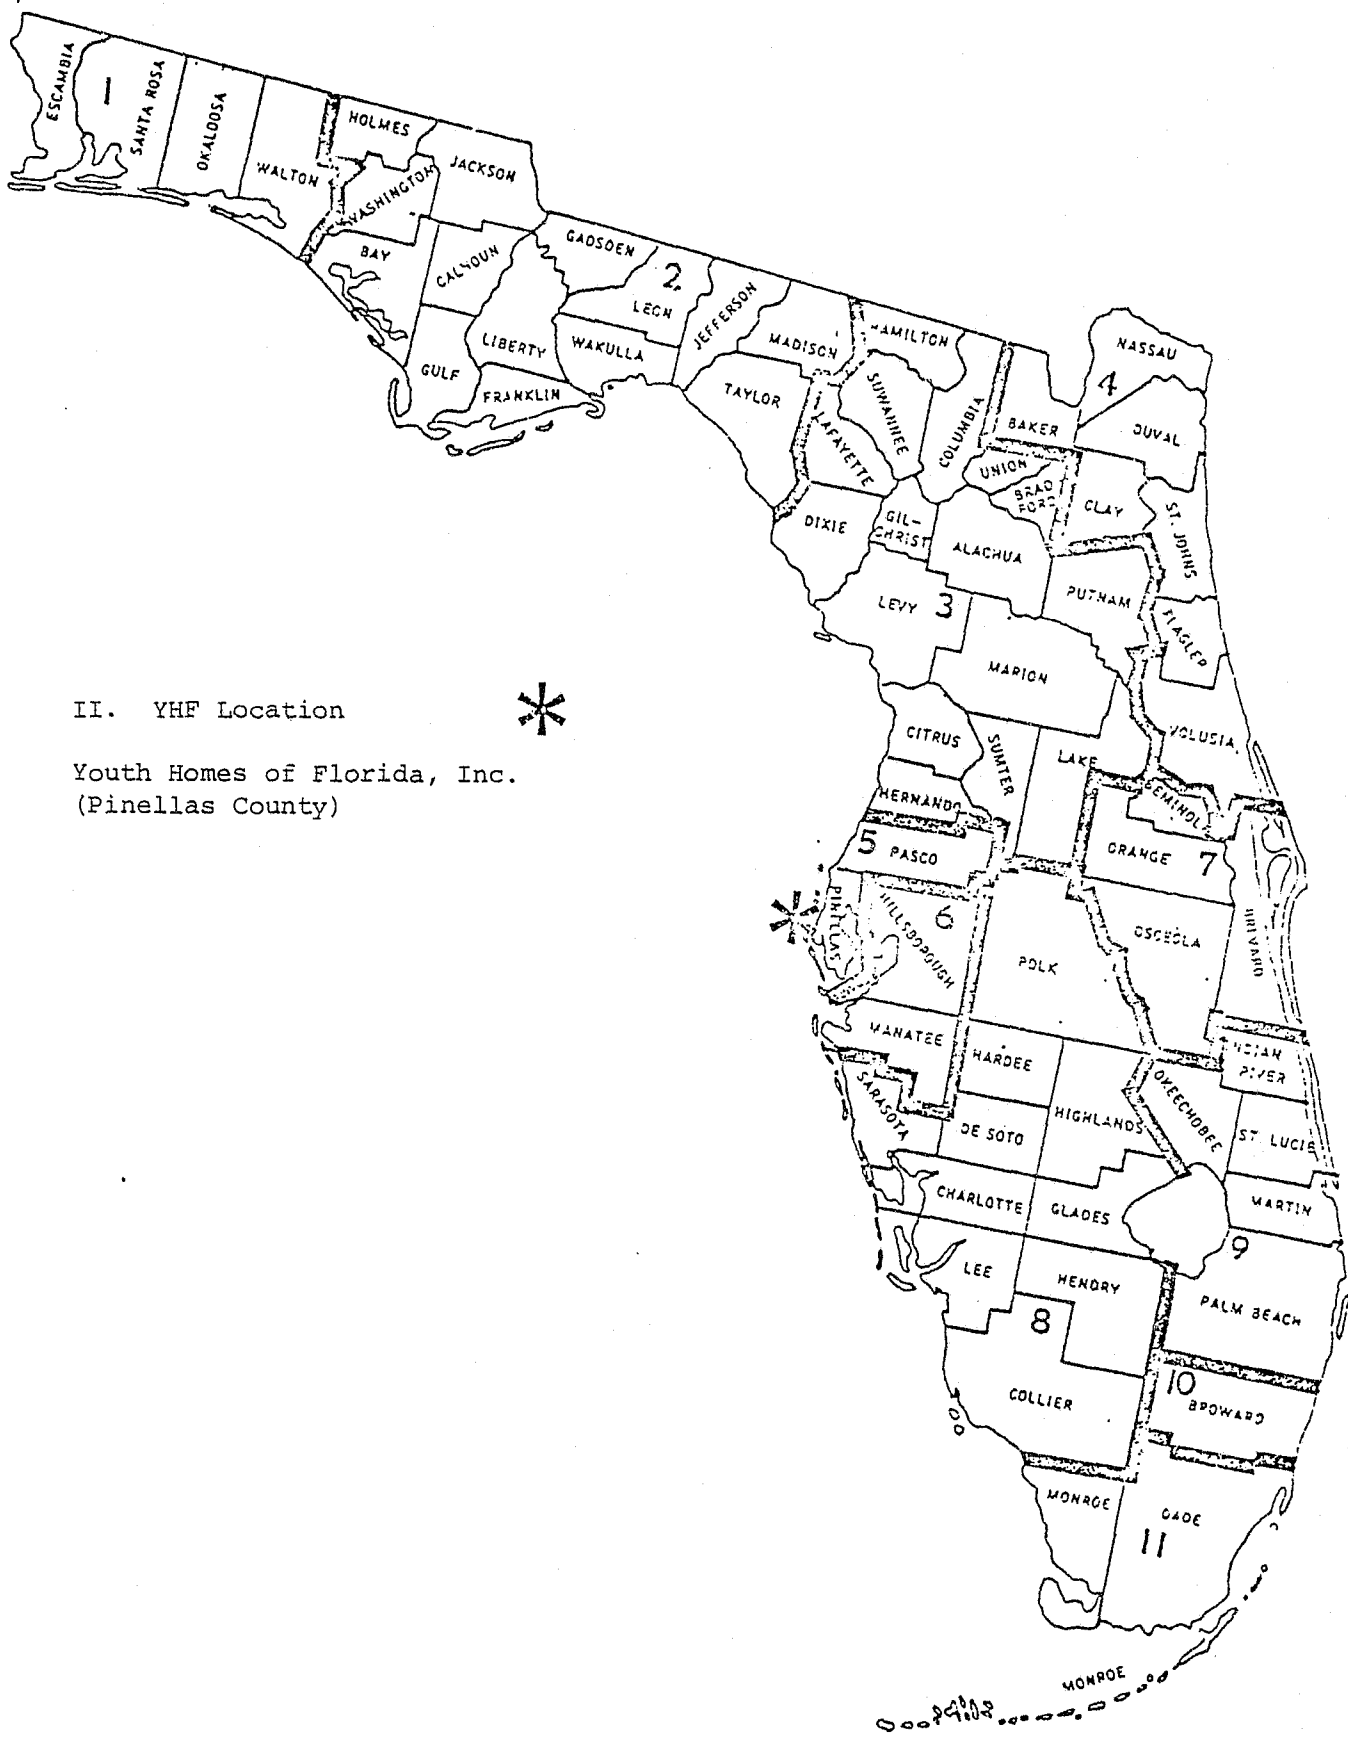 ESCAMBIA
1
SANTA ROSA
OKALOOSA
WALTON
HOLMES
JACKSON
WASHINGTON
BAY
CALHOUN
GULF
LIBERTY
FRANKLIN
GADSDEN
2
LEON
WAKULLA
JEFFERSON
MADISON
TAYLOR
HAMILTON
SUWANNEE
LAFAYETTE
COLUMBIA
BAKER
NASSAU
4
DUVAL
UNION
BRAD
FORD
CLAY
ST. JOHNS
DIXIE
GIL-
CHRIST
ALACHUA
PUTNAM
FLAGLER
LEVY
3
MARION
VOLUSIA
II. YHF Location
Youth Homes of Florida, Inc.
(Pinellas County)
CITRUS
SUMTER
LAKE
HERNANDO
SEMINOLE
5
PASCO
ORANGE
7
PINELLAS
HILLSBOROUGH
6
POLK
OSCEOLA
BREVARD
MANATEE
HARDEE
INDIAN
RIVER
SARASOTA
DE SOTO
HIGHLANDS
OKEECHOBEE
ST. LUCIE
CHARLOTTE
GLADES
MARTIN
9
LEE
HENDRY
PALM BEACH
8
COLLIER
10
BROWARD
MONROE
DADE
11
MONROE